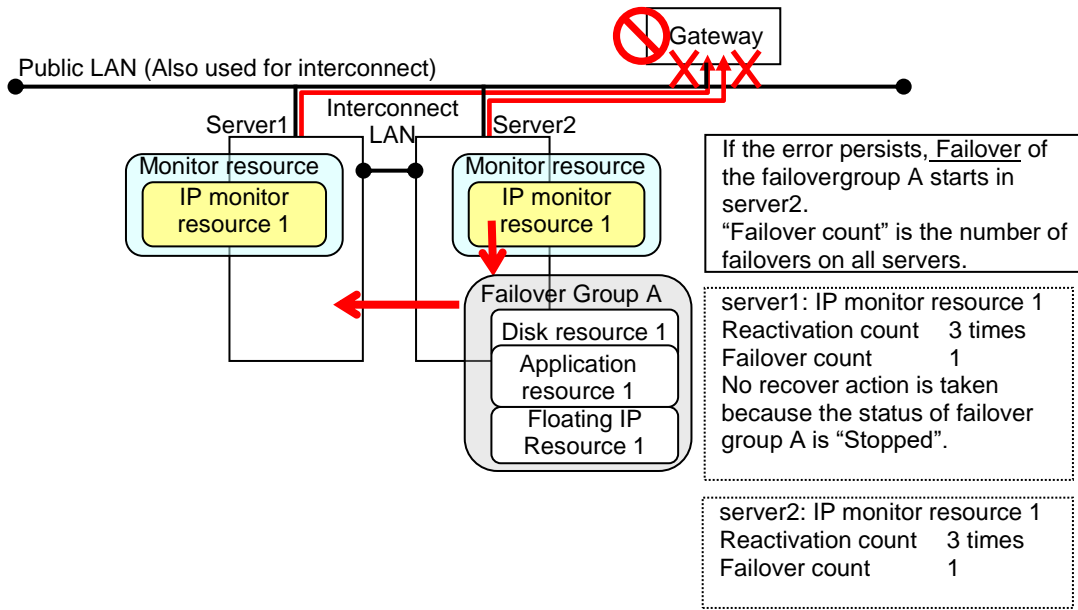 Gateway
Public LAN (Also used for interconnect)
Interconnect
LAN
Server1
Server2
Monitor resource
IP monitor
resource 1
Monitor resource
IP monitor
resource 1
Failover Group A
Disk resource 1
Application
resource 1
Floating IP
Resource 1
If the error persists, Failover of
the failovergroup A starts in
server2.
“Failover count” is the number of
failovers on all servers.
server1: IP monitor resource 1
Reactivation count 3 times
Failover count 1
No recover action is taken
because the status of failover
group A is “Stopped”.
server2: IP monitor resource 1
Reactivation count 3 times
Failover count 1